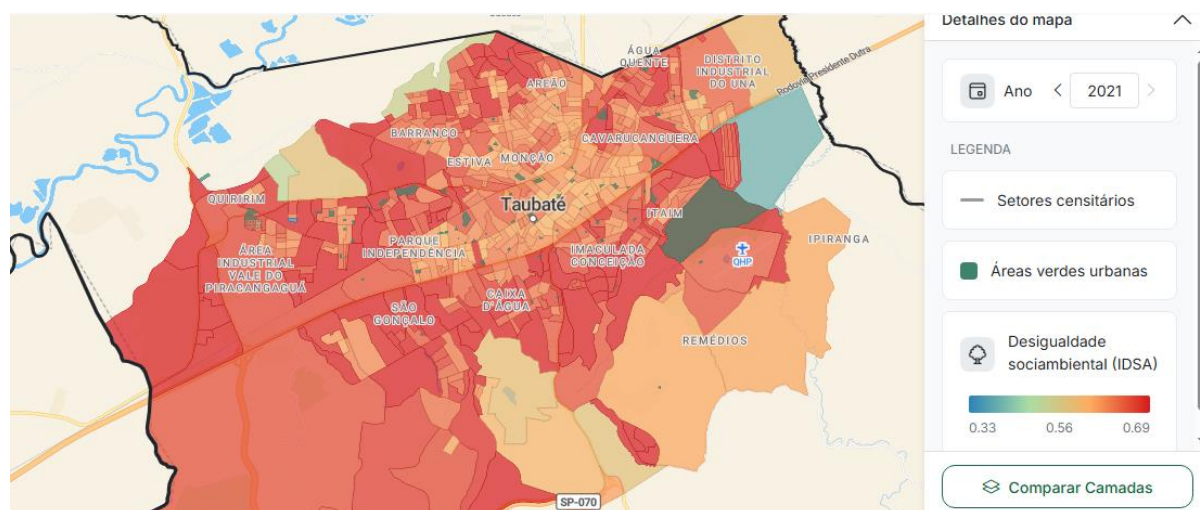 ÁGUA
QUENTE
DISTRITO
INDUSTRIAL
DO UNA
Rodovia Presidente Dutra
AREÃO
BARRANCO
CAVARUCANGUERA
ESTIVA
MONÇÃO
Taubaté
QUIRIRIM
ITAIM
PARQUE
INDEPENDÊNCIA
IMACULADA
CONCEIÇÃO
IPIRANGA
QHP
ÁREA
INDUSTRIAL
VALE DO
PIRACANGAGUÁ
CAIXA
D'ÁGUA
SÃO
GONÇALO
REMÉDIOS
SP-070
Detalhes do mapa
Ano
2021
LEGENDA
Setores censitários
Áreas verdes urbanas
Desigualdade
sociambiental (IDSA)
0.33 0.56 0.69
Comparar Camadas